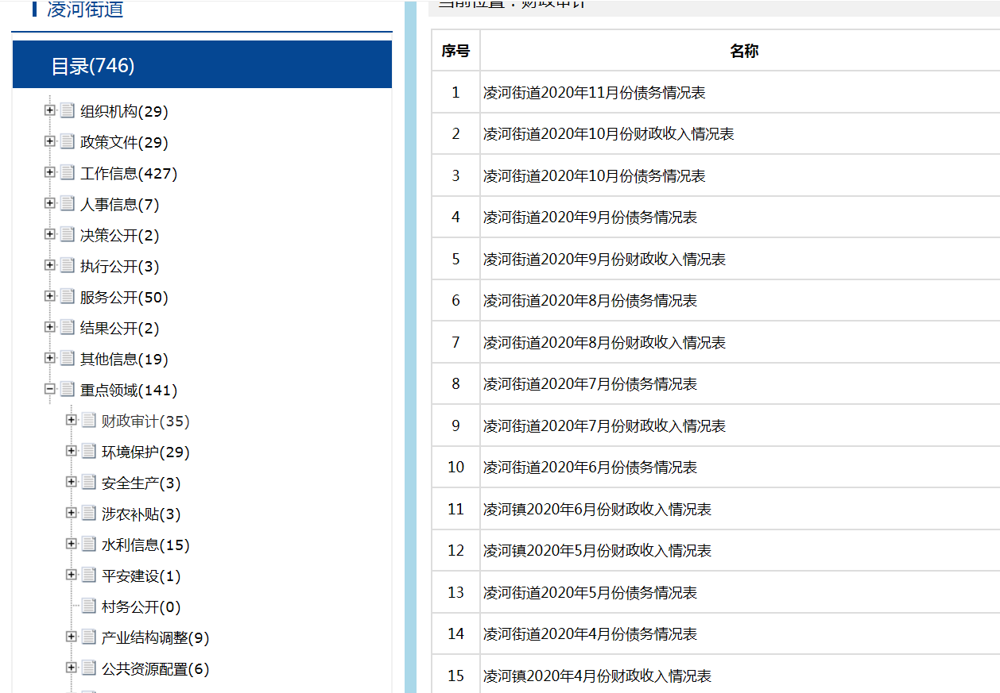 凌河街道
目录(746)
组织机构(29)
政策文件(29)
工作信息(427)
人事信息(7)
决策公开(2)
执行公开(3)
服务公开(50)
结果公开(2)
其他信息(19)
重点领域(141)
财政审计(35)
环境保护(29)
安全生产(3)
涉农补贴(3)
水利信息(15)
平安建设(1)
村务公开(0)
产业结构调整(9)
公共资源配置(6)
当前位置：财政审计
序号 名称
1 凌河街道2020年11月份债务情况表
2 凌河街道2020年10月份财政收入情况表
3 凌河街道2020年10月份债务情况表
4 凌河街道2020年9月份债务情况表
5 凌河街道2020年9月份财政收入情况表
6 凌河街道2020年8月份债务情况表
7 凌河街道2020年8月份财政收入情况表
8 凌河街道2020年7月份债务情况表
9 凌河街道2020年7月份财政收入情况表
10 凌河街道2020年6月份债务情况表
11 凌河镇2020年6月份财政收入情况表
12 凌河镇2020年5月份财政收入情况表
13 凌河街道2020年5月份债务情况表
14 凌河街道2020年4月份债务情况表
15 凌河镇2020年4月份财政收入情况表